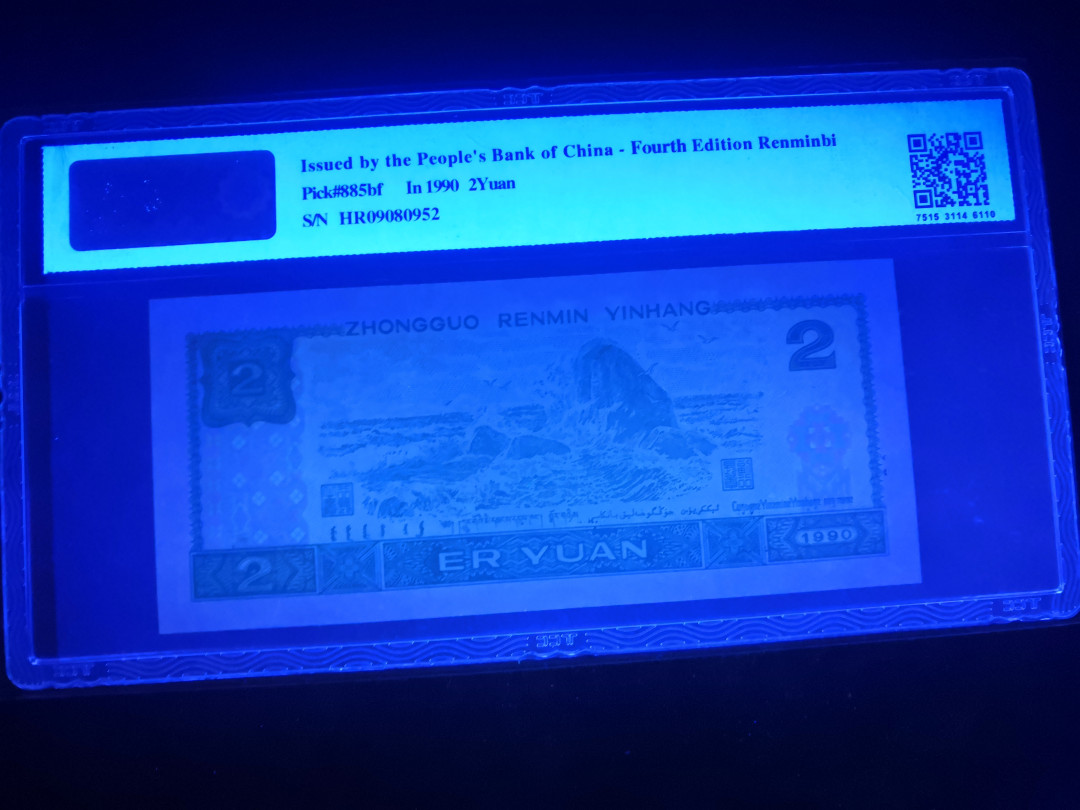 Issued by the People's Bank of China - Fourth Edition Renminbi
Pick#885bf In 1990 2Yuan
S/N HR09080952
7515 3114 6110
ZHONGGUO RENMIN YINHANG
2
2
2
ER YUAN
1990